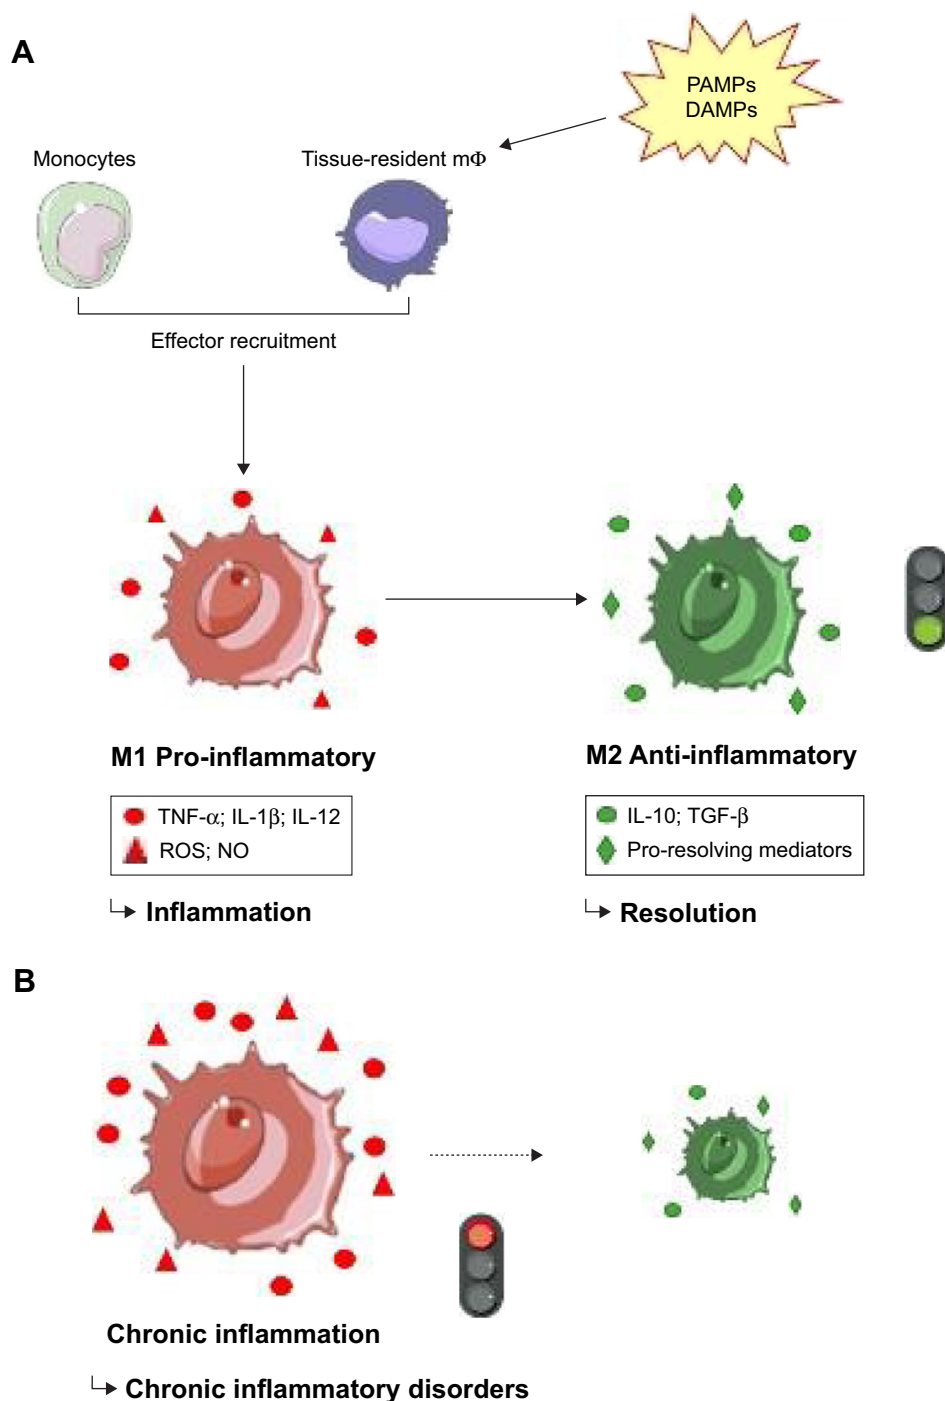 A
PAMPs
DAMPs
Monocytes
Tissue-resident mΦ
Effector recruitment
M1 Pro-inflammatory
M2 Anti-inflammatory
TNF-α; IL-1β; IL-12
ROS; NO
IL-10; TGF-β
Pro-resolving mediators
Inflammation
Resolution
B
Chronic inflammation
Chronic inflammatory disorders